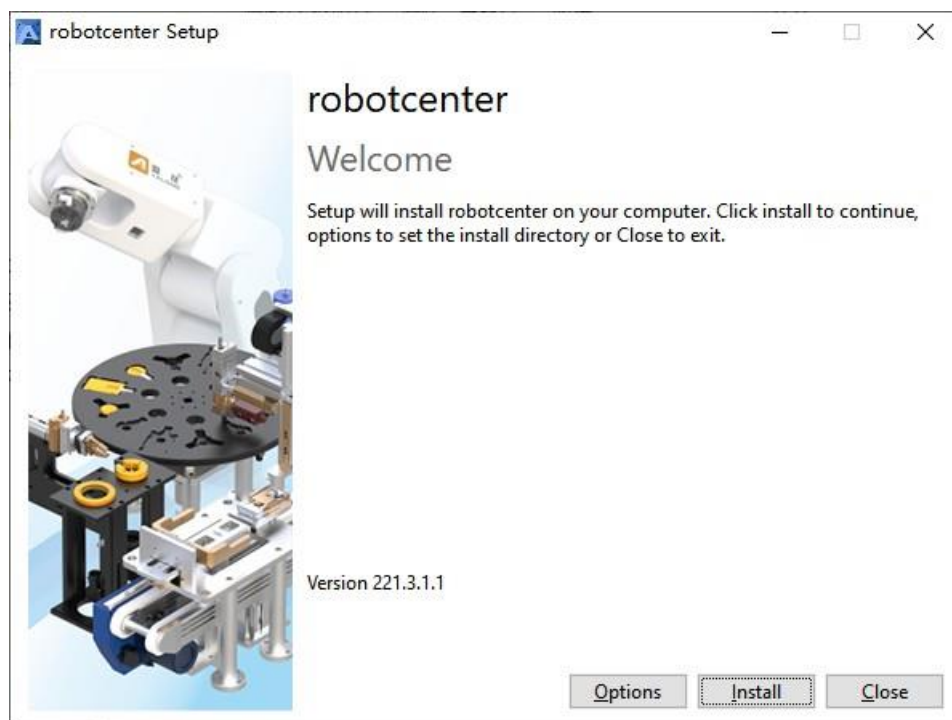 robotcenter Setup
robotcenter
Welcome
Setup will install robotcenter on your computer. Click install to continue,
options to set the install directory or Close to exit.
Version 221.3.1.1
Options
Install
Close